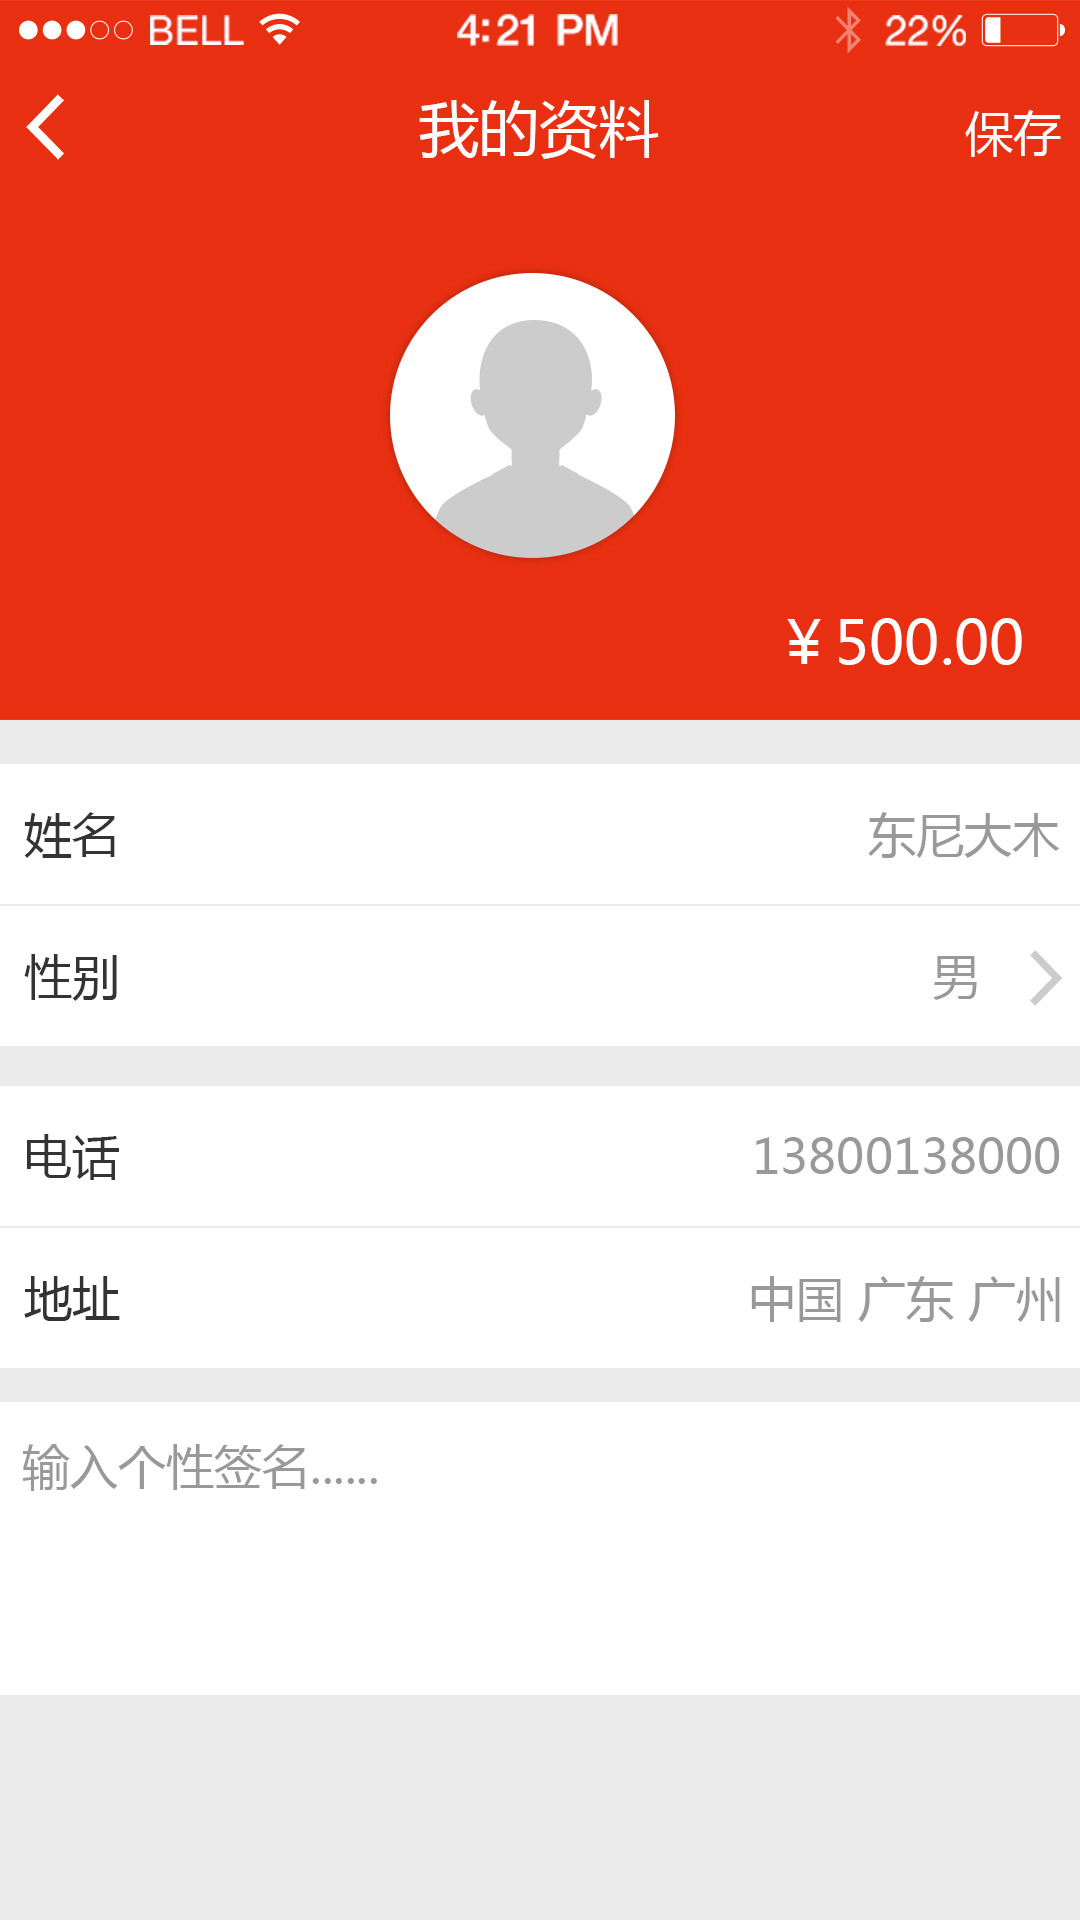 BELL 4:21 PM 22%
我的资料 保存
¥ 500.00
姓名 东尼大木
性别 男
电话 13800138000
地址 中国 广东 广州
输入个性签名......